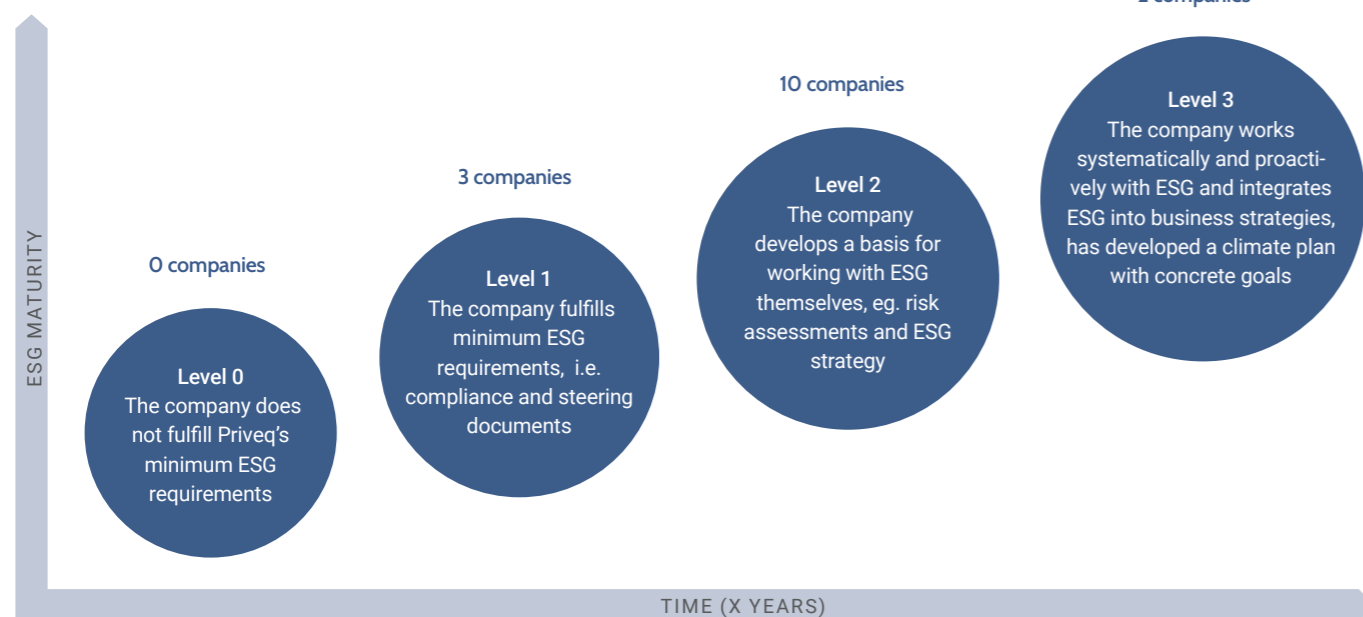 companies
10 companies
Level 3
The company works
systematically and proacti-
vely with ESG and integrates
ESG into business strategies,
has developed a climate plan
with concrete goals
3 companies
Level 2
The company
develops a basis for
working with ESG
themselves, eg. risk
assessments and ESG
strategy
0 companies
Level 1
The company fulfills
minimum ESG
requirements, i.e.
compliance and steering
documents
Level 0
The company does
not fulfill Priveq's
minimum ESG
requirements
ESG MATURITY
TIME (X YEARS)